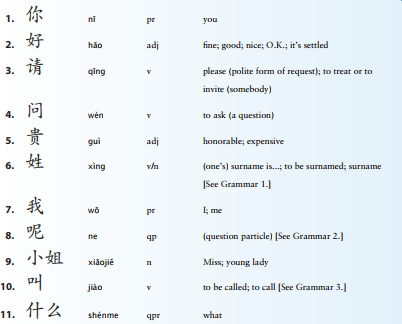 1. 你 nǐ pr you
2. 好 hǎo adj fine; good; nice; O.K.; it's settled
3. 请 qǐng v please (polite form of request); to treat or to
invite (somebody)
4. 问 wèn v to ask (a question)
5. 贵 guì adj honorable; expensive
6. 姓 xìng v/n (one's) surname is...; to be surnamed; surname
[See Grammar 1.]
7. 我 wǒ pr I; me
8. 呢 ne qp (question particle) [See Grammar 2.]
9. 小姐 xiǎojiě n Miss; young lady
10. 叫 jiào v to be called; to call [See Grammar 3.]
11. 什么 shénme qpr what